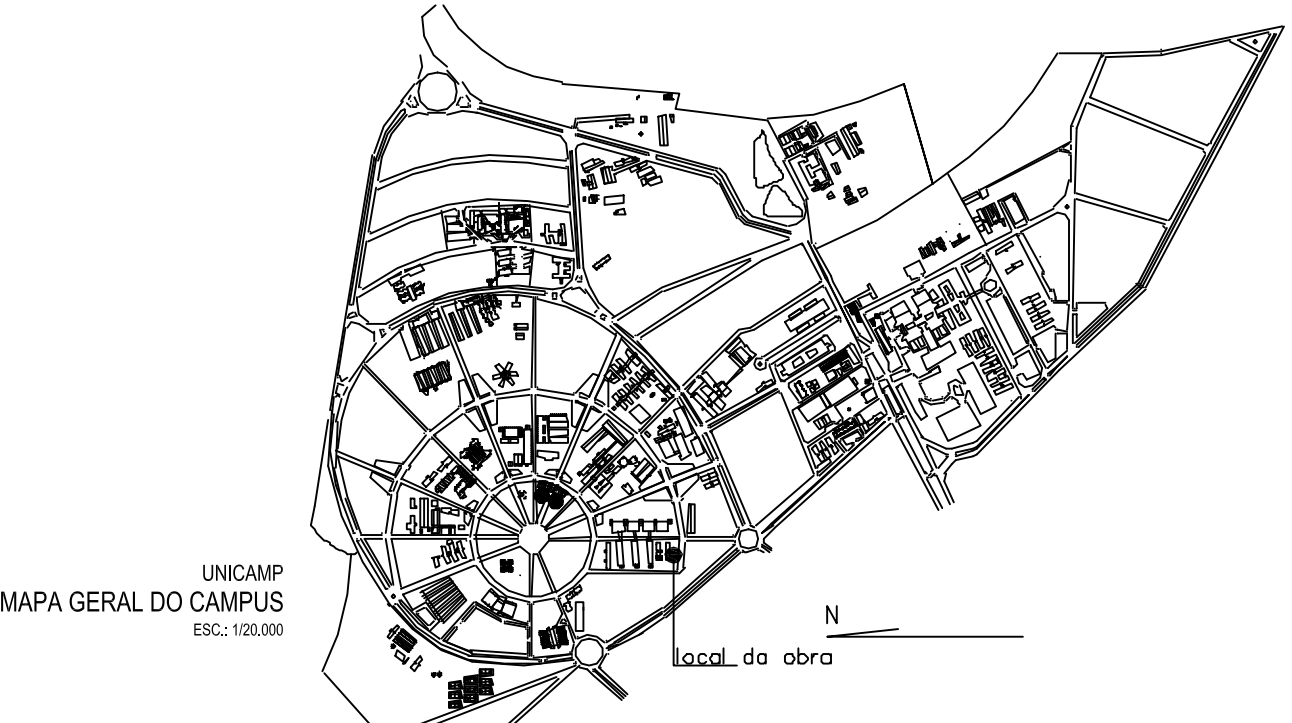 UNICAMP
MAPA GERAL DO CAMPUS
ESC.: 1/20.000
N
local da obra